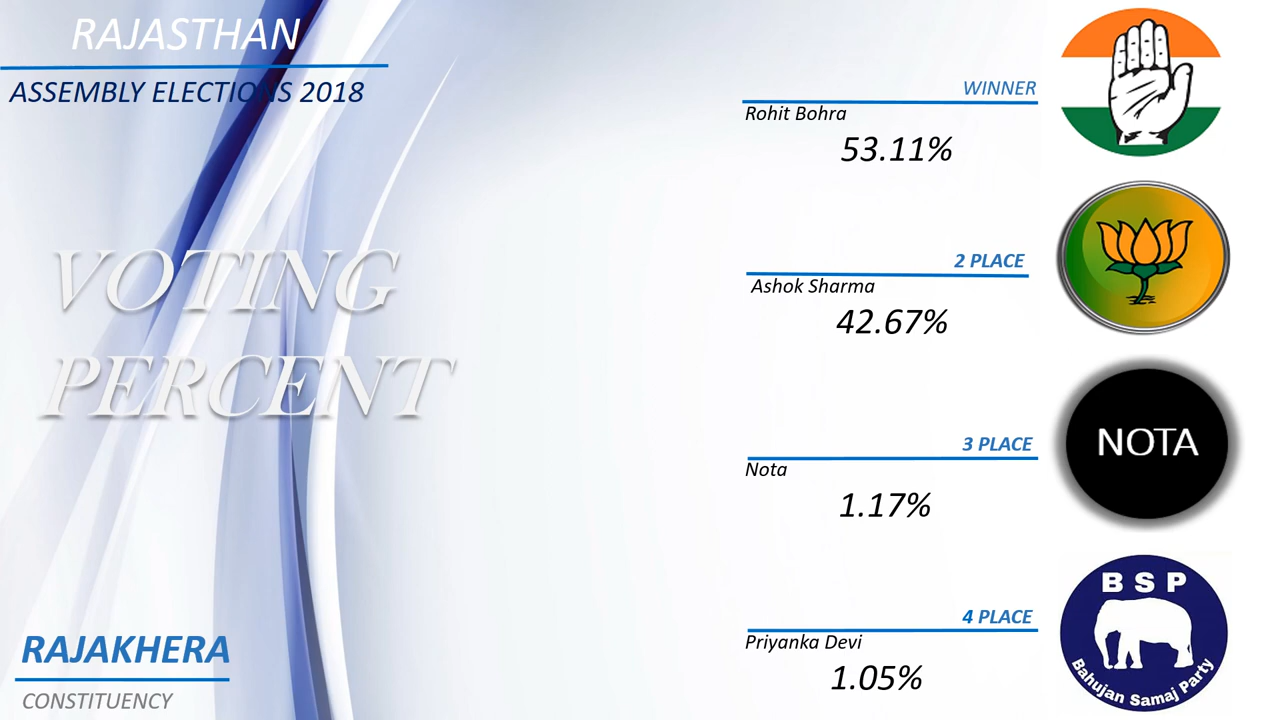 RAJASTHAN
ASSEMBLY ELECTIONS 2018
VOTING
PERCENT
RAJAKHERA
CONSTITUENCY
WINNER
Rohit Bohra
53.11%
2 PLACE
Ashok Sharma
42.67%
3 PLACE
Nota
1.17%
NOTA
4 PLACE
Priyanka Devi
1.05%
BSP
Bahujan Samaj Party